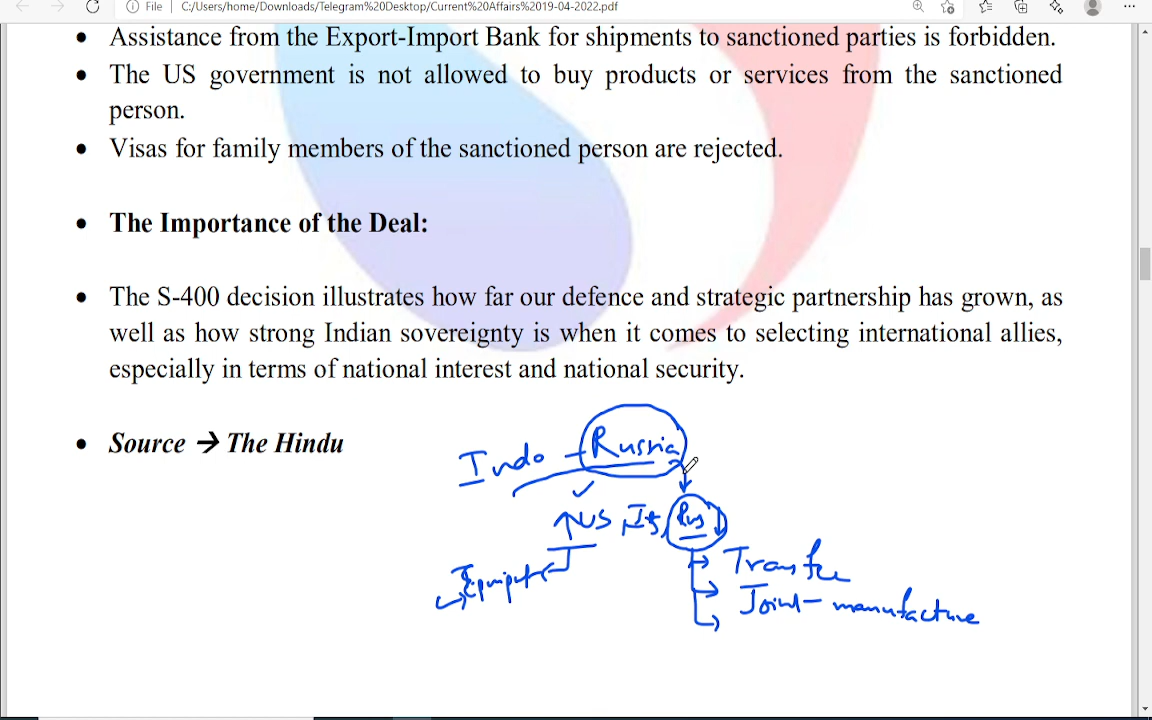 File | C:/Users/home/Downloads/Telegram%20Desktop/Current%20Affairs%2019-04-2022.pdf
• Assistance from the Export-Import Bank for shipments to sanctioned parties is forbidden.
• The US government is not allowed to buy products or services from the sanctioned
person.
• Visas for family members of the sanctioned person are rejected.
• The Importance of the Deal:
• The S-400 decision illustrates how far our defence and strategic partnership has grown, as
well as how strong Indian sovereignty is when it comes to selecting international allies,
especially in terms of national interest and national security.
• Source → The Hindu
Indo - Russia
↑US, Is, Rus
Transfer
Joint - manufacture